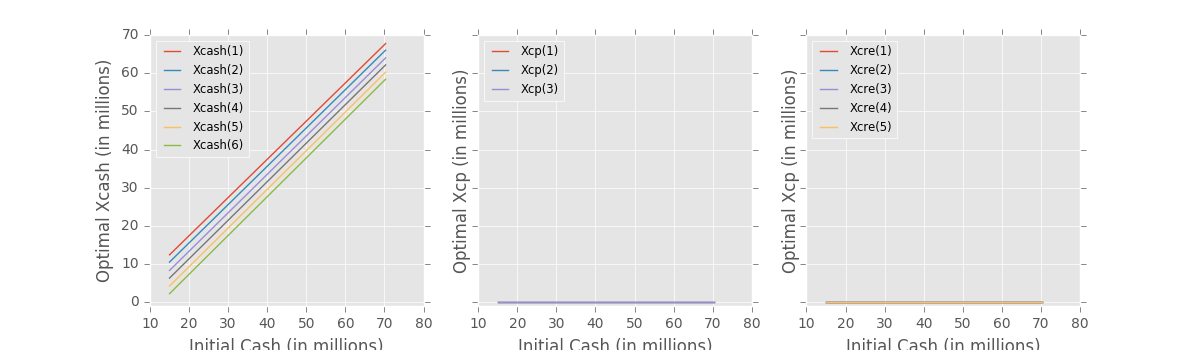 70
60
50
40
30
20
10
0
Optimal Xcash (in millions)
Xcash(1)
Xcash(2)
Xcash(3)
Xcash(4)
Xcash(5)
Xcash(6)
10 20 30 40 50 60 70 80
Initial Cash (in millions)
Optimal Xcp (in millions)
Xcp(1)
Xcp(2)
Xcp(3)
10 20 30 40 50 60 70 80
Initial Cash (in millions)
Optimal Xcp (in millions)
Xcre(1)
Xcre(2)
Xcre(3)
Xcre(4)
Xcre(5)
10 20 30 40 50 60 70 80
Initial Cash (in millions)